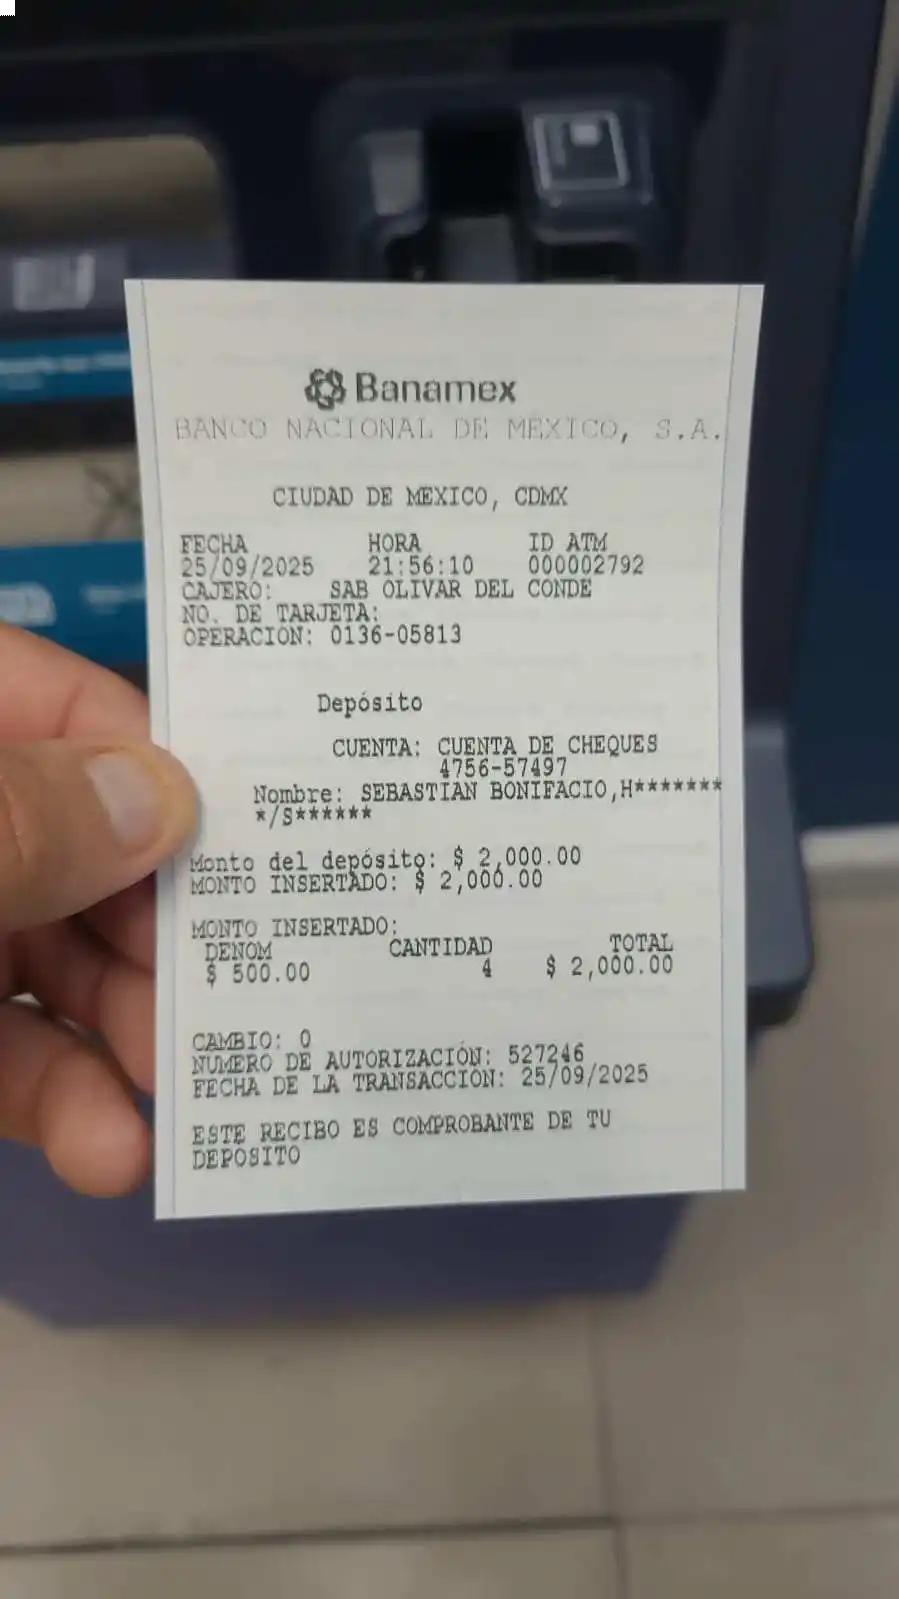 Banamex
BANCO NACIONAL DE MEXICO, S.A.
CIUDAD DE MEXICO, CDMX
FECHA HORA ID ATM
25/09/2025 21:56:10 000002792
CAJERO: SAB OLIVAR DEL CONDE
NO. DE TARJETA:
OPERACION: 0136-05813
Depósito
CUENTA: CUENTA DE CHEQUES
4756-57497
Nombre: SEBASTIAN BONIFACIO,H*******
*/S******
Monto del depósito: $ 2,000.00
MONTO INSERTADO: $ 2,000.00
MONTO INSERTADO:
DENOM CANTIDAD TOTAL
$ 500.00 4 $ 2,000.00
CAMBIO: 0
NUMERO DE AUTORIZACIÓN: 527246
FECHA DE LA TRANSACCIÓN: 25/09/2025
ESTE RECIBO ES COMPROBANTE DE TU
DEPOSITO